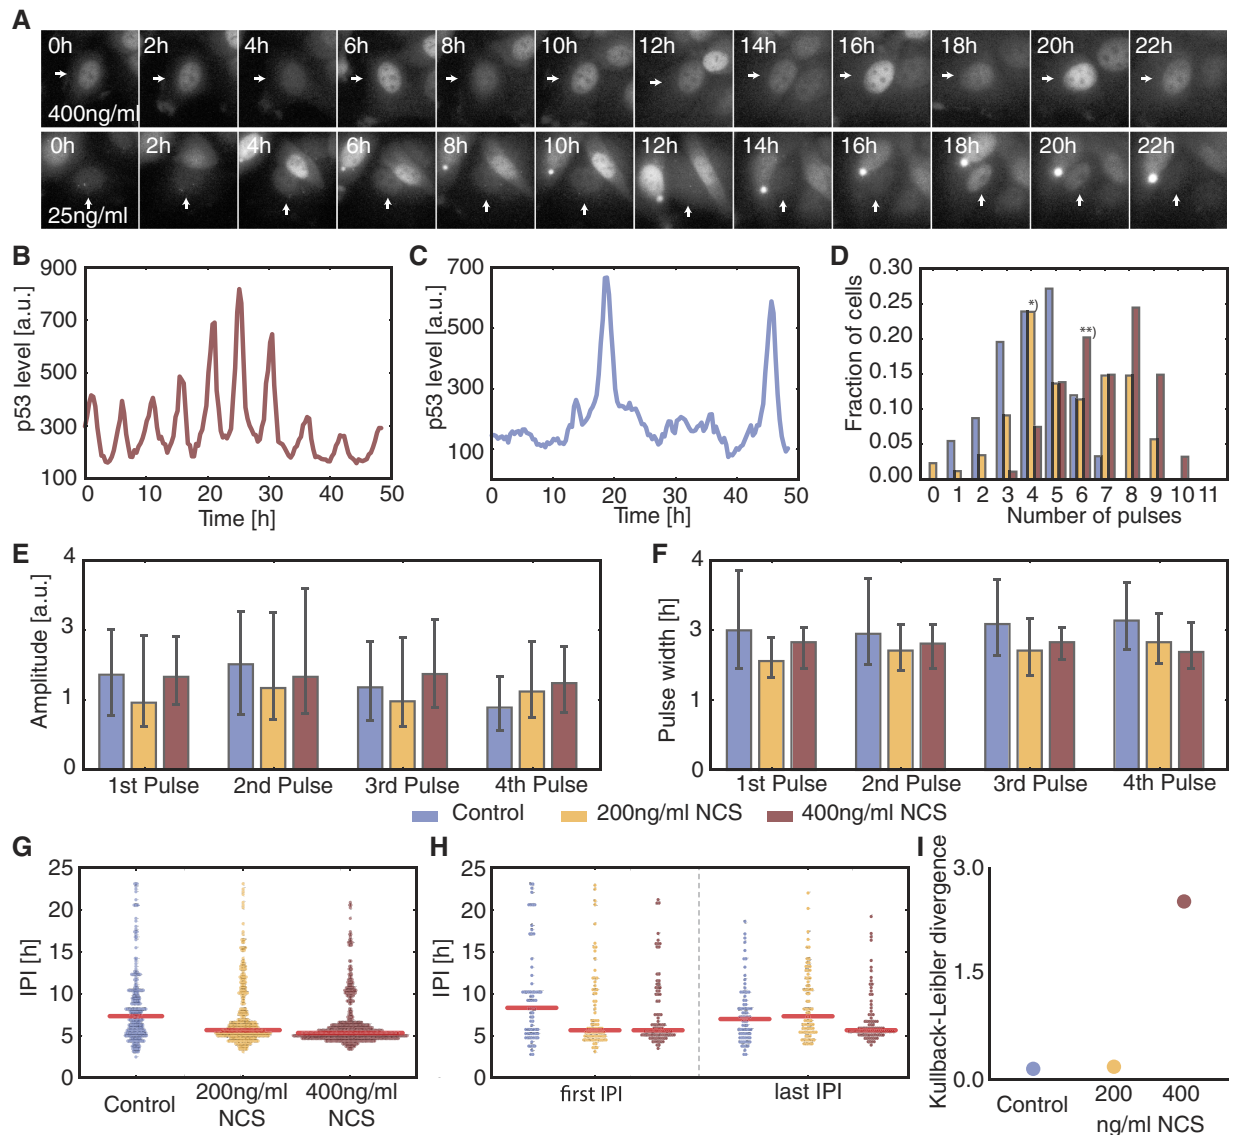 A
0h 2h 4h 6h 8h 10h 12h 14h 16h 18h 20h 22h
400ng/ml
0h 2h 4h 6h 8h 10h 12h 14h 16h 18h 20h 22h
25ng/ml
B
p53 level [a.u.]
900
700
500
300
100
0 10 20 30 40 50
Time [h]
C
p53 level [a.u.]
700
500
300
100
0 10 20 30 40 50
Time [h]
D
Fraction of cells
0.30
0.25
0.20
0.15
0.10
0.05
0.00
*)
**)
0 1 2 3 4 5 6 7 8 9 10 11
Number of pulses
E
Amplitude [a.u.]
4
3
1
0
1st Pulse 2nd Pulse 3rd Pulse 4th Pulse
F
Pulse width [h]
4
3
1
0
1st Pulse 2nd Pulse 3rd Pulse 4th Pulse
Control 200ng/ml NCS 400ng/ml NCS
G
IPI [h]
25
20
15
10
5
0
Control 200ng/ml NCS 400ng/ml NCS
H
IPI [h]
25
20
15
10
5
0
first IPI last IPI
I
Kullback-Leibler divergence
3.0
1.5
0.0
Control 200 400
ng/ml NCS